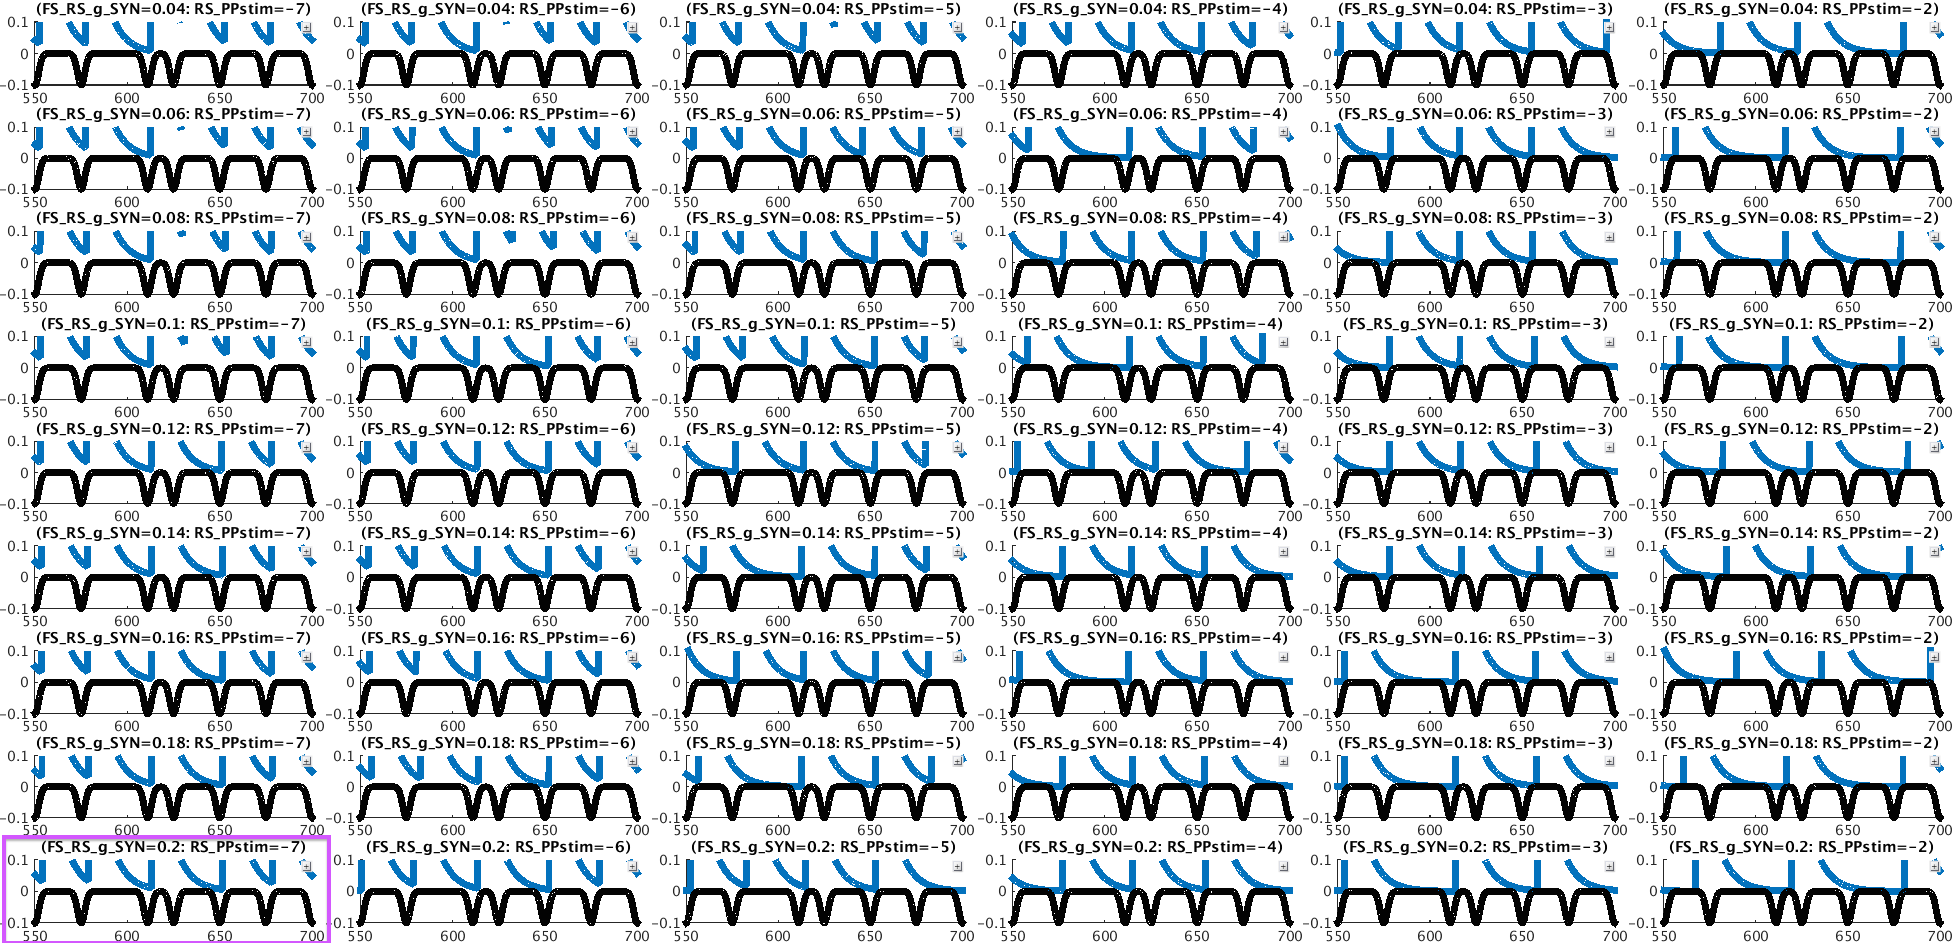 (FS_RS_g_SYN=0.04: RS_PPstim=−7) (FS_RS_g_SYN=0.04: RS_PPstim=−6) (FS_RS_g_SYN=0.04: RS_PPstim=−5) (FS_RS_g_SYN=0.04: RS_PPstim=−4) (FS_RS_g_SYN=0.04: RS_PPstim=−3) (FS_RS_g_SYN=0.04: RS_PPstim=−2)
0.1 0.1 0.1 0.1 0.1 0.1
0 0 0 0 0 0
−0.1 −0.1 −0.1 −0.1 −0.1 −0.1
550 600 650 700 550 600 650 700 550 600 650 700 550 600 650 700 550 600 650 700 550 600 650 700
(FS_RS_g_SYN=0.06: RS_PPstim=−7) (FS_RS_g_SYN=0.06: RS_PPstim=−6) (FS_RS_g_SYN=0.06: RS_PPstim=−5) (FS_RS_g_SYN=0.06: RS_PPstim=−4) (FS_RS_g_SYN=0.06: RS_PPstim=−3) (FS_RS_g_SYN=0.06: RS_PPstim=−2)
0.1 0.1 0.1 0.1 0.1 0.1
0 0 0 0 0 0
−0.1 −0.1 −0.1 −0.1 −0.1 −0.1
550 600 650 700 550 600 650 700 550 600 650 700 550 600 650 700 550 600 650 700 550 600 650 700
(FS_RS_g_SYN=0.08: RS_PPstim=−7) (FS_RS_g_SYN=0.08: RS_PPstim=−6) (FS_RS_g_SYN=0.08: RS_PPstim=−5) (FS_RS_g_SYN=0.08: RS_PPstim=−4) (FS_RS_g_SYN=0.08: RS_PPstim=−3) (FS_RS_g_SYN=0.08: RS_PPstim=−2)
0.1 0.1 0.1 0.1 0.1 0.1
0 0 0 0 0 0
−0.1 −0.1 −0.1 −0.1 −0.1 −0.1
550 600 650 700 550 600 650 700 550 600 650 700 550 600 650 700 550 600 650 700 550 600 650 700
(FS_RS_g_SYN=0.1: RS_PPstim=−7) (FS_RS_g_SYN=0.1: RS_PPstim=−6) (FS_RS_g_SYN=0.1: RS_PPstim=−5) (FS_RS_g_SYN=0.1: RS_PPstim=−4) (FS_RS_g_SYN=0.1: RS_PPstim=−3) (FS_RS_g_SYN=0.1: RS_PPstim=−2)
0.1 0.1 0.1 0.1 0.1 0.1
0 0 0 0 0 0
−0.1 −0.1 −0.1 −0.1 −0.1 −0.1
550 600 650 700 550 600 650 700 550 600 650 700 550 600 650 700 550 600 650 700 550 600 650 700
(FS_RS_g_SYN=0.12: RS_PPstim=−7) (FS_RS_g_SYN=0.12: RS_PPstim=−6) (FS_RS_g_SYN=0.12: RS_PPstim=−5) (FS_RS_g_SYN=0.12: RS_PPstim=−4) (FS_RS_g_SYN=0.12: RS_PPstim=−3) (FS_RS_g_SYN=0.12: RS_PPstim=−2)
0.1 0.1 0.1 0.1 0.1 0.1
0 0 0 0 0 0
−0.1 −0.1 −0.1 −0.1 −0.1 −0.1
550 600 650 700 550 600 650 700 550 600 650 700 550 600 650 700 550 600 650 700 550 600 650 700
(FS_RS_g_SYN=0.14: RS_PPstim=−7) (FS_RS_g_SYN=0.14: RS_PPstim=−6) (FS_RS_g_SYN=0.14: RS_PPstim=−5) (FS_RS_g_SYN=0.14: RS_PPstim=−4) (FS_RS_g_SYN=0.14: RS_PPstim=−3) (FS_RS_g_SYN=0.14: RS_PPstim=−2)
0.1 0.1 0.1 0.1 0.1 0.1
0 0 0 0 0 0
−0.1 −0.1 −0.1 −0.1 −0.1 −0.1
550 600 650 700 550 600 650 700 550 600 650 700 550 600 650 700 550 600 650 700 550 600 650 700
(FS_RS_g_SYN=0.16: RS_PPstim=−7) (FS_RS_g_SYN=0.16: RS_PPstim=−6) (FS_RS_g_SYN=0.16: RS_PPstim=−5) (FS_RS_g_SYN=0.16: RS_PPstim=−4) (FS_RS_g_SYN=0.16: RS_PPstim=−3) (FS_RS_g_SYN=0.16: RS_PPstim=−2)
0.1 0.1 0.1 0.1 0.1 0.1
0 0 0 0 0 0
−0.1 −0.1 −0.1 −0.1 −0.1 −0.1
550 600 650 700 550 600 650 700 550 600 650 700 550 600 650 700 550 600 650 700 550 600 650 700
(FS_RS_g_SYN=0.18: RS_PPstim=−7) (FS_RS_g_SYN=0.18: RS_PPstim=−6) (FS_RS_g_SYN=0.18: RS_PPstim=−5) (FS_RS_g_SYN=0.18: RS_PPstim=−4) (FS_RS_g_SYN=0.18: RS_PPstim=−3) (FS_RS_g_SYN=0.18: RS_PPstim=−2)
0.1 0.1 0.1 0.1 0.1 0.1
0 0 0 0 0 0
−0.1 −0.1 −0.1 −0.1 −0.1 −0.1
550 600 650 700 550 600 650 700 550 600 650 700 550 600 650 700 550 600 650 700 550 600 650 700
(FS_RS_g_SYN=0.2: RS_PPstim=−7) (FS_RS_g_SYN=0.2: RS_PPstim=−6) (FS_RS_g_SYN=0.2: RS_PPstim=−5) (FS_RS_g_SYN=0.2: RS_PPstim=−4) (FS_RS_g_SYN=0.2: RS_PPstim=−3) (FS_RS_g_SYN=0.2: RS_PPstim=−2)
0.1 0.1 0.1 0.1 0.1 0.1
0 0 0 0 0 0
0.1 −0.1 −0.1 −0.1 −0.1 −0.1
550 600 650 700 550 600 650 700 550 600 650 700 550 600 650 700 550 600 650 700 550 600 650 700